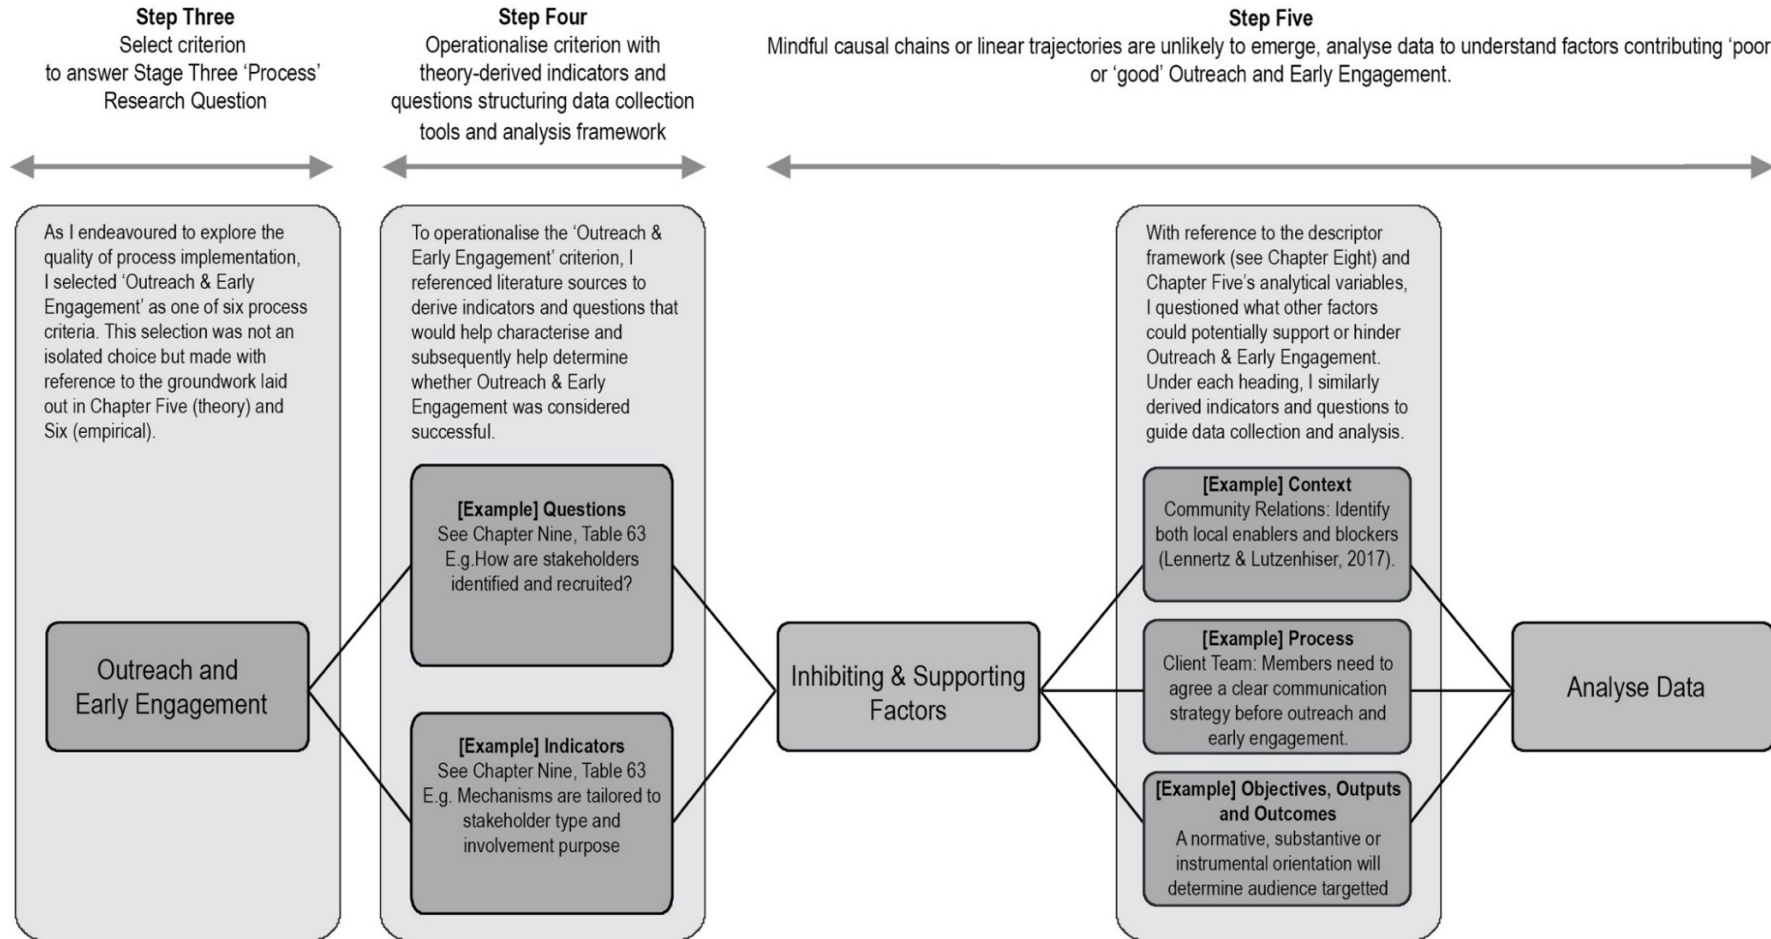 Step Three
Select criterion
to answer Stage Three ‘Process’
Research Question
Step Four
Operationalise criterion with
theory-derived indicators and
questions structuring data collection
tools and analysis framework
Step Five
Mindful causal chains or linear trajectories are unlikely to emerge, analyse data to understand factors contributing ‘poor
or ‘good’ Outreach and Early Engagement.
As I endeavoured to explore the
quality of process implementation,
I selected ‘Outreach & Early
Engagement’ as one of six process
criteria. This selection was not an
isolated choice but made with
reference to the groundwork laid
out in Chapter Five (theory) and
Six (empirical).
Outreach and
Early Engagement
To operationalise the ‘Outreach &
Early Engagement’ criterion, I
referenced literature sources to
derive indicators and questions that
would help characterise and
subsequently help determine
whether Outreach & Early
Engagement was considered
successful.
[Example] Questions
See Chapter Nine, Table 63
E.g.How are stakeholders
identified and recruited?
[Example] Indicators
See Chapter Nine, Table 63
E.g. Mechanisms are tailored to
stakeholder type and
involvement purpose
Inhibiting & Supporting
Factors
With reference to the descriptor
framework (see Chapter Eight) and
Chapter Five’s analytical variables,
I questioned what other factors
could potentially support or hinder
Outreach & Early Engagement.
Under each heading, I similarly
derived indicators and questions to
guide data collection and analysis.
[Example] Context
Community Relations: Identify
both local enablers and blockers
(Lennertz & Lutzenhiser, 2017).
[Example] Process
Client Team: Members need to
agree a clear communication
strategy before outreach and
early engagement.
[Example] Objectives, Outputs
and Outcomes
A normative, substantive or
instrumental orientation will
determine audience targetted
Analyse Data